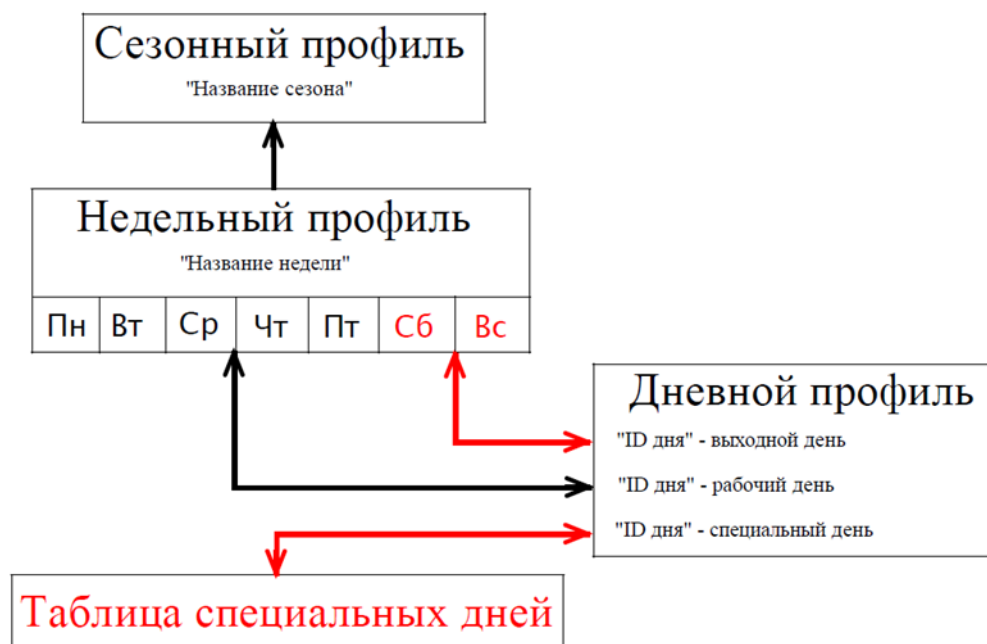 Сезонный профиль
"Название сезона"
Недельный профиль
"Название недели"
Пн Вт Ср Чт Пт Сб Вс
Дневной профиль
"ID дня" - выходной день
"ID дня" - рабочий день
"ID дня" - специальный день
Таблица специальных дней